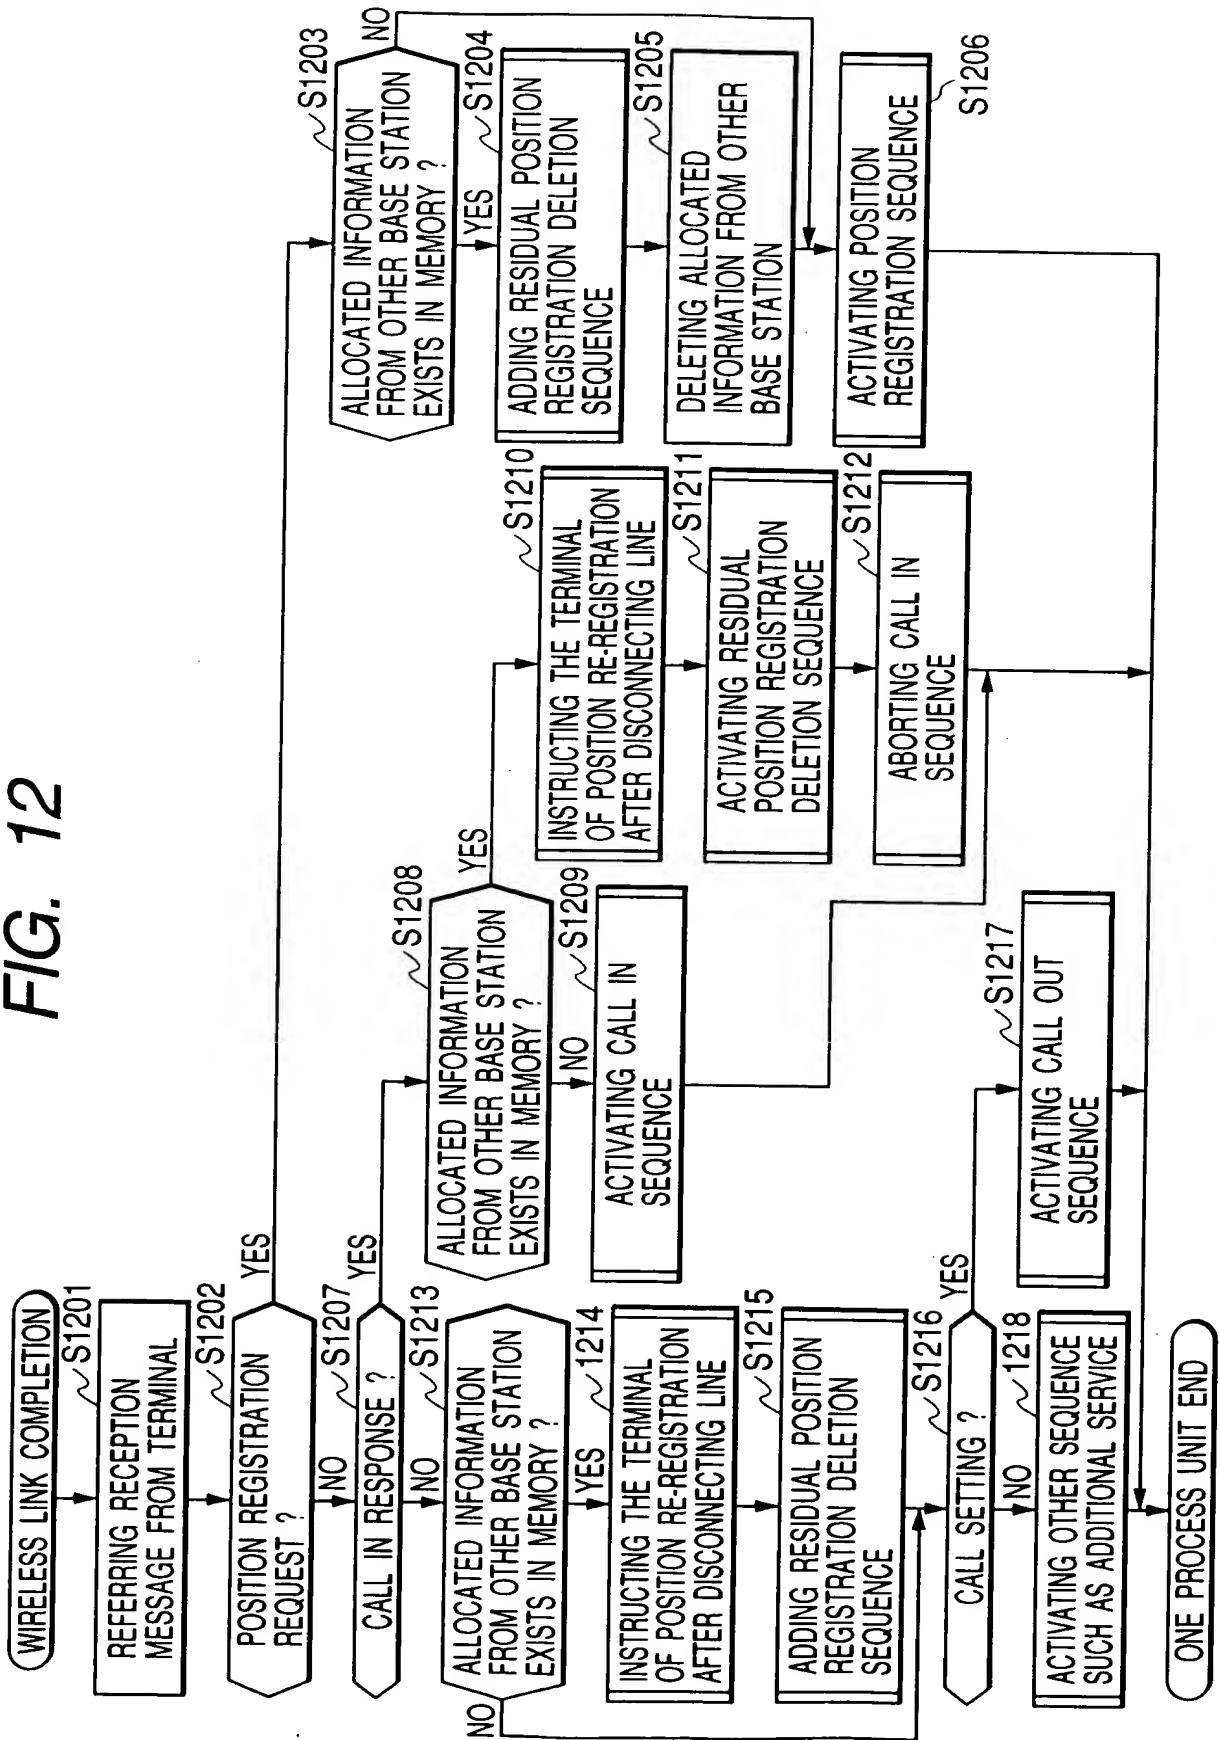 FIG. 12
WIRELESS LINK COMPLETION
S1201
REFERRING RECEPTION
MESSAGE FROM TERMINAL
S1202
POSITION REGISTRATION
REQUEST ?
YES
NO
S1203
ALLOCATED INFORMATION
FROM OTHER BASE STATION
EXISTS IN MEMORY ?
NO
YES
S1204
ADDING RESIDUAL POSITION
REGISTRATION DELETION
SEQUENCE
S1205
DELETING ALLOCATED
INFORMATION FROM OTHER
BASE STATION
ACTIVATING POSITION
REGISTRATION SEQUENCE
S1206
S1207
CALL IN RESPONSE ?
YES
NO
S1208
ALLOCATED INFORMATION
FROM OTHER BASE STATION
EXISTS IN MEMORY ?
YES
NO
S1209
ACTIVATING CALL IN
SEQUENCE
S1210
INSTRUCTING THE TERMINAL
OF POSITION RE-REGISTRATION
AFTER DISCONNECTING LINE
S1211
ACTIVATING RESIDUAL
POSITION REGISTRATION
DELETION SEQUENCE
S1212
ABORTING CALL IN
SEQUENCE
S1213
ALLOCATED INFORMATION
FROM OTHER BASE STATION
EXISTS IN MEMORY ?
NO
YES
1214
INSTRUCTING THE TERMINAL
OF POSITION RE-REGISTRATION
AFTER DISCONNECTING LINE
S1215
ADDING RESIDUAL POSITION
REGISTRATION DELETION
SEQUENCE
S1216
CALL SETTING ?
YES
NO
S1217
ACTIVATING CALL OUT
SEQUENCE
1218
ACTIVATING OTHER SEQUENCE
SUCH AS ADDITIONAL SERVICE
ONE PROCESS UNIT END